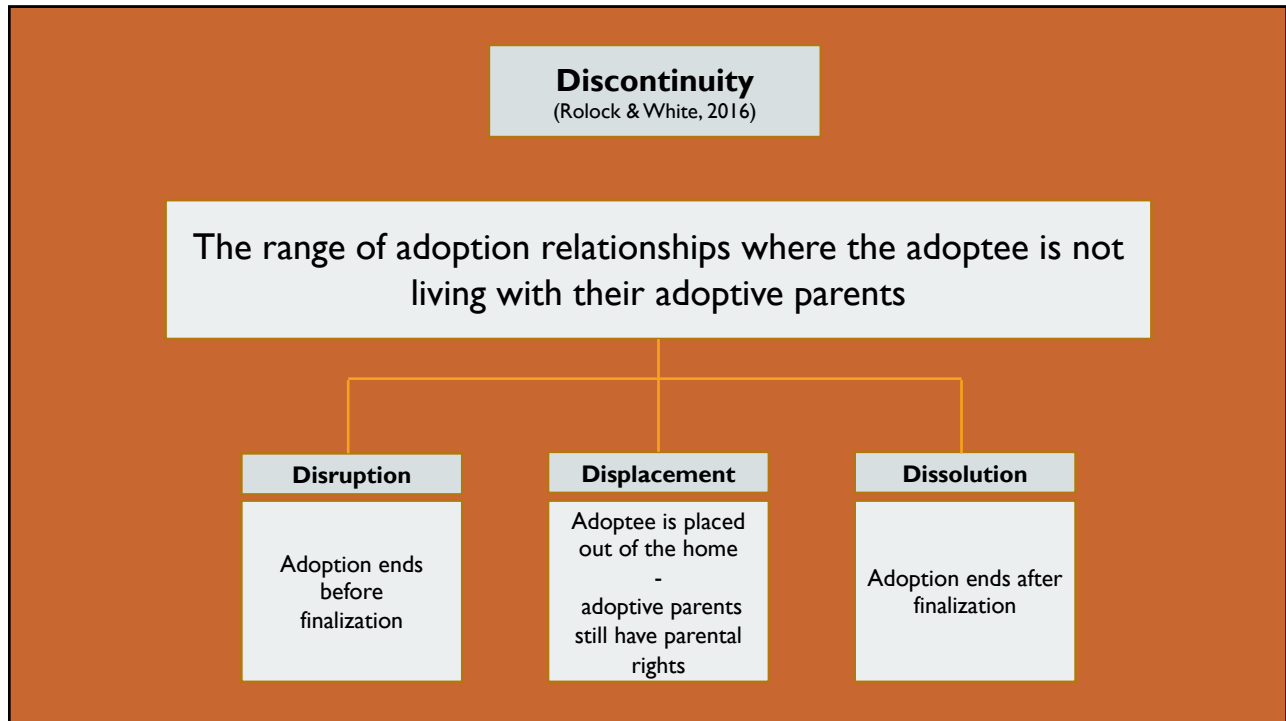 Discontinuity
(Rolock & White, 2016)
The range of adoption relationships where the adoptee is not
living with their adoptive parents
Disruption
Adoption ends
before
finalization
Displacement
Adoptee is placed
out of the home
-
adoptive parents
still have parental
rights
Dissolution
Adoption ends after
finalization